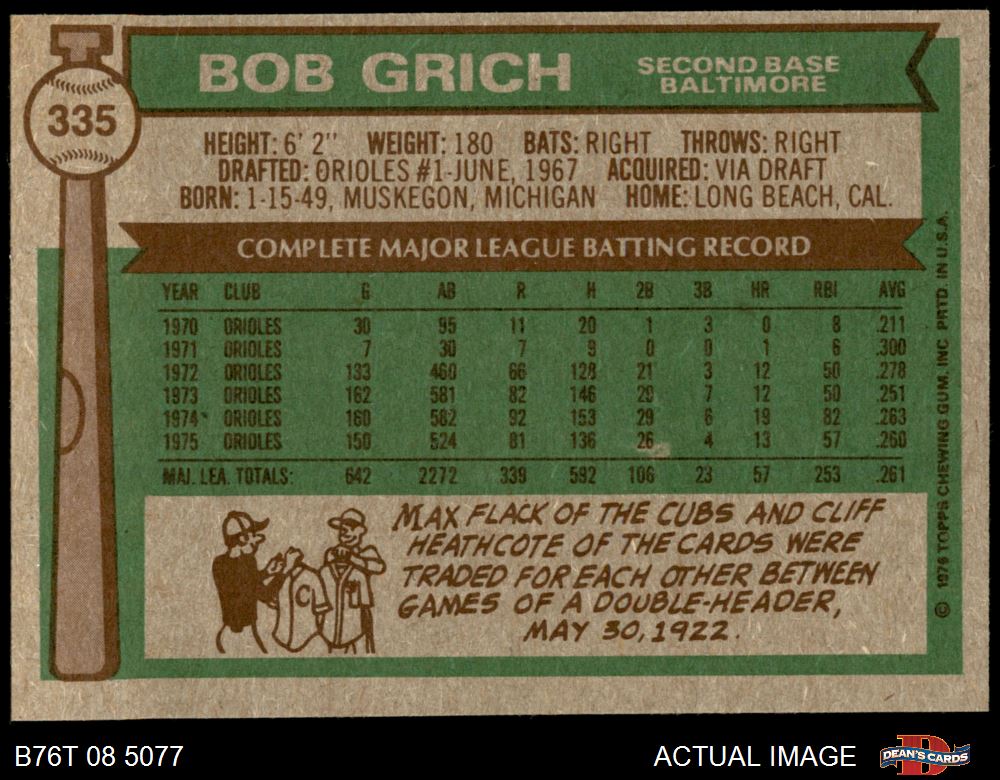 335
BOB GRICH
SECOND BASE
BALTIMORE
HEIGHT: 6' 2" WEIGHT: 180 BATS: RIGHT THROWS: RIGHT
DRAFTED: ORIOLES #1-JUNE, 1967 ACQUIRED: VIA DRAFT
BORN: 1-15-49, MUSKEGON, MICHIGAN HOME: LONG BEACH, CAL.
COMPLETE MAJOR LEAGUE BATTING RECORD
YEAR CLUB G AB R H 2B 3B HR RBI AVG
1970 ORIOLES 30 95 11 20 1 3 0 8 .211
1971 ORIOLES 7 30 7 9 0 0 1 6 .300
1972 ORIOLES 133 460 66 128 21 3 12 50 .278
1973 ORIOLES 162 581 82 146 29 7 12 50 .251
1974 ORIOLES 160 582 92 153 29 6 19 82 .263
1975 ORIOLES 150 524 81 136 26 4 13 57 .260
MAJ. LEA. TOTALS: 642 2272 339 592 106 23 57 253 .261
C
MAX FLACK OF THE CUBS AND CLIFF
HEATHCOTE OF THE CARDS WERE
TRADED FOR EACH OTHER BETWEEN
GAMES OF A DOUBLE-HEADER,
MAY 30, 1922.
© 1976 TOPPS CHEWING GUM, INC PRTD. IN U.S.A.
B76T 08 5077
ACTUAL IMAGE
D
DEAN'S CARDS